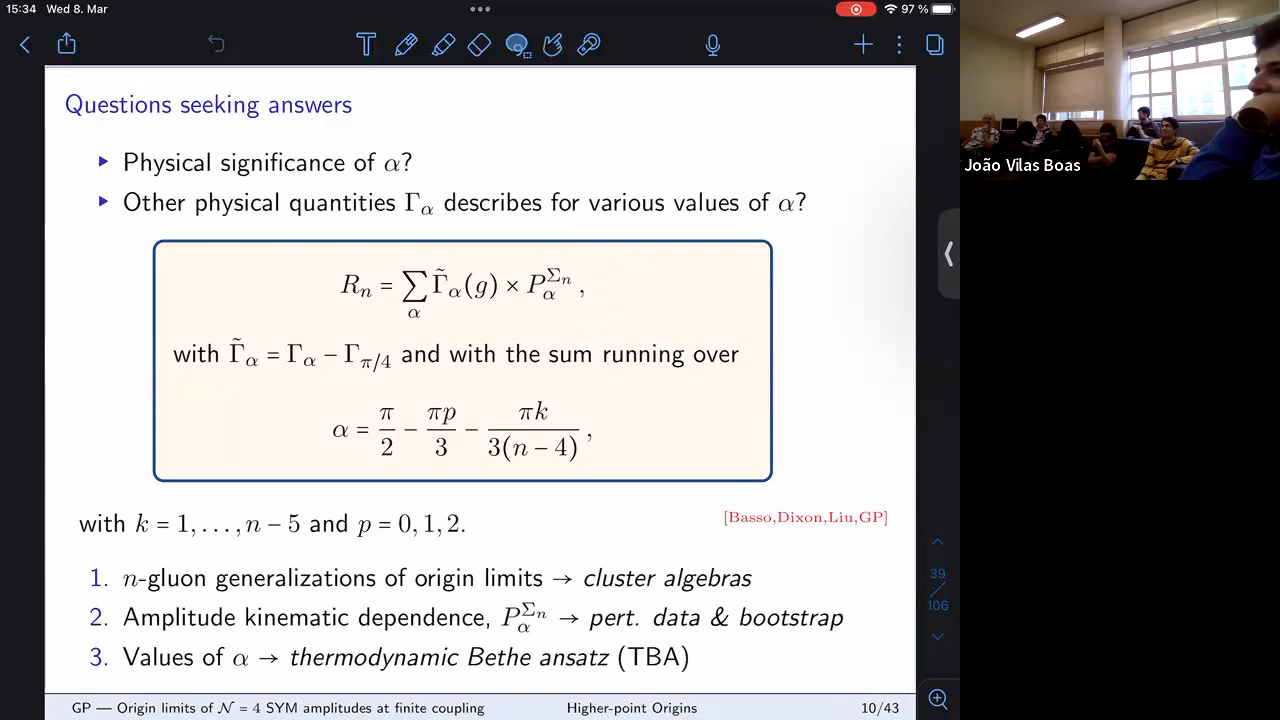 15:34 Wed 8. Mar
97 %
Questions seeking answers
Physical significance of α?
Other physical quantities Γ_α describes for various values of α?
R_n = ∑_α Γ̃_α(g) × P_α^{Σ_n} ,
with Γ̃_α = Γ_α − Γ_{π/4} and with the sum running over
α = π/2 − πp/3 − πk/3(n − 4) ,
with k = 1, . . . , n − 5 and p = 0, 1, 2.
[Basso,Dixon,Liu,GP]
1. n-gluon generalizations of origin limits → cluster algebras
2. Amplitude kinematic dependence, P_α^{Σ_n} → pert. data & bootstrap
3. Values of α → thermodynamic Bethe ansatz (TBA)
GP — Origin limits of 𝒩 = 4 SYM amplitudes at finite coupling
Higher-point Origins
10/43
39
106
João Vilas Boas